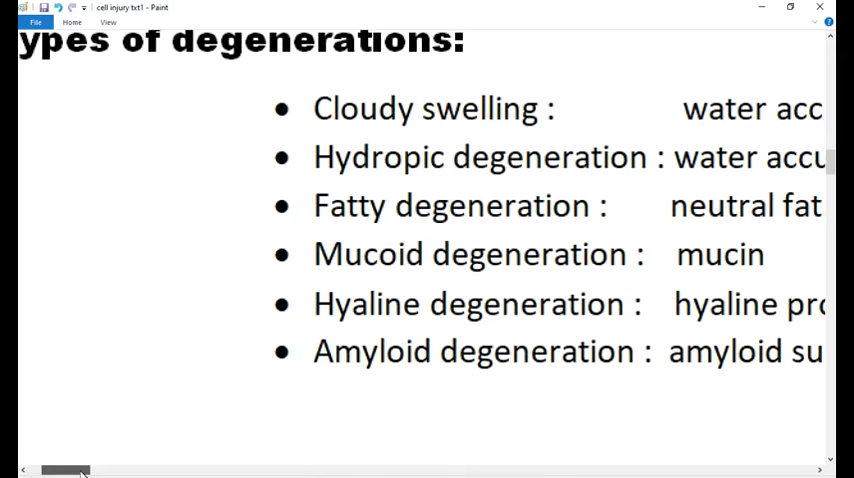 cell injury txt1 - Paint
File Home View
ypes of degenerations:
• Cloudy swelling : water acc
• Hydropic degeneration : water accu
• Fatty degeneration : neutral fat
• Mucoid degeneration : mucin
• Hyaline degeneration : hyaline pro
• Amyloid degeneration : amyloid su